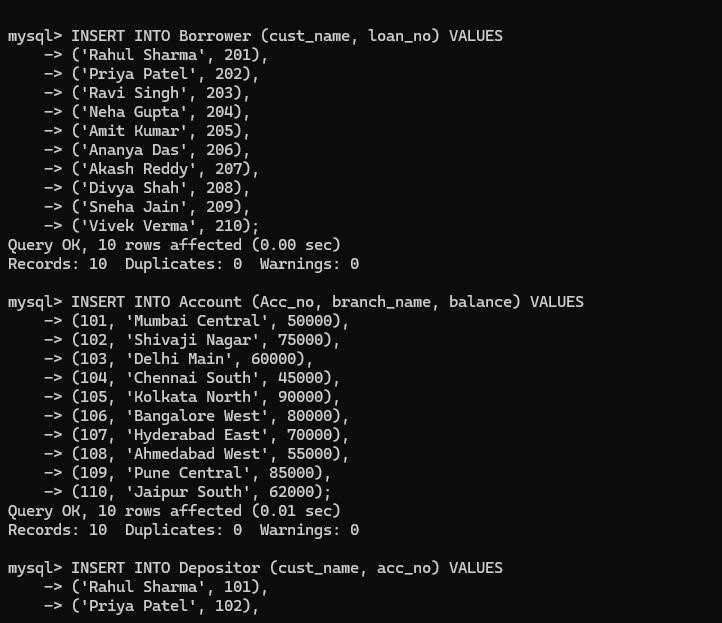 mysql> INSERT INTO Borrower (cust_name, loan_no) VALUES
-> ('Rahul Sharma', 201),
-> ('Priya Patel', 202),
-> ('Ravi Singh', 203),
-> ('Neha Gupta', 204),
-> ('Amit Kumar', 205),
-> ('Ananya Das', 206),
-> ('Akash Reddy', 207),
-> ('Divya Shah', 208),
-> ('Sneha Jain', 209),
-> ('Vivek Verma', 210);
Query OK, 10 rows affected (0.00 sec)
Records: 10  Duplicates: 0  Warnings: 0
mysql> INSERT INTO Account (Acc_no, branch_name, balance) VALUES
-> (101, 'Mumbai Central', 50000),
-> (102, 'Shivaji Nagar', 75000),
-> (103, 'Delhi Main', 60000),
-> (104, 'Chennai South', 45000),
-> (105, 'Kolkata North', 90000),
-> (106, 'Bangalore West', 80000),
-> (107, 'Hyderabad East', 70000),
-> (108, 'Ahmedabad West', 55000),
-> (109, 'Pune Central', 85000),
-> (110, 'Jaipur South', 62000);
Query OK, 10 rows affected (0.01 sec)
Records: 10  Duplicates: 0  Warnings: 0
mysql> INSERT INTO Depositor (cust_name, acc_no) VALUES
-> ('Rahul Sharma', 101),
-> ('Priya Patel', 102),